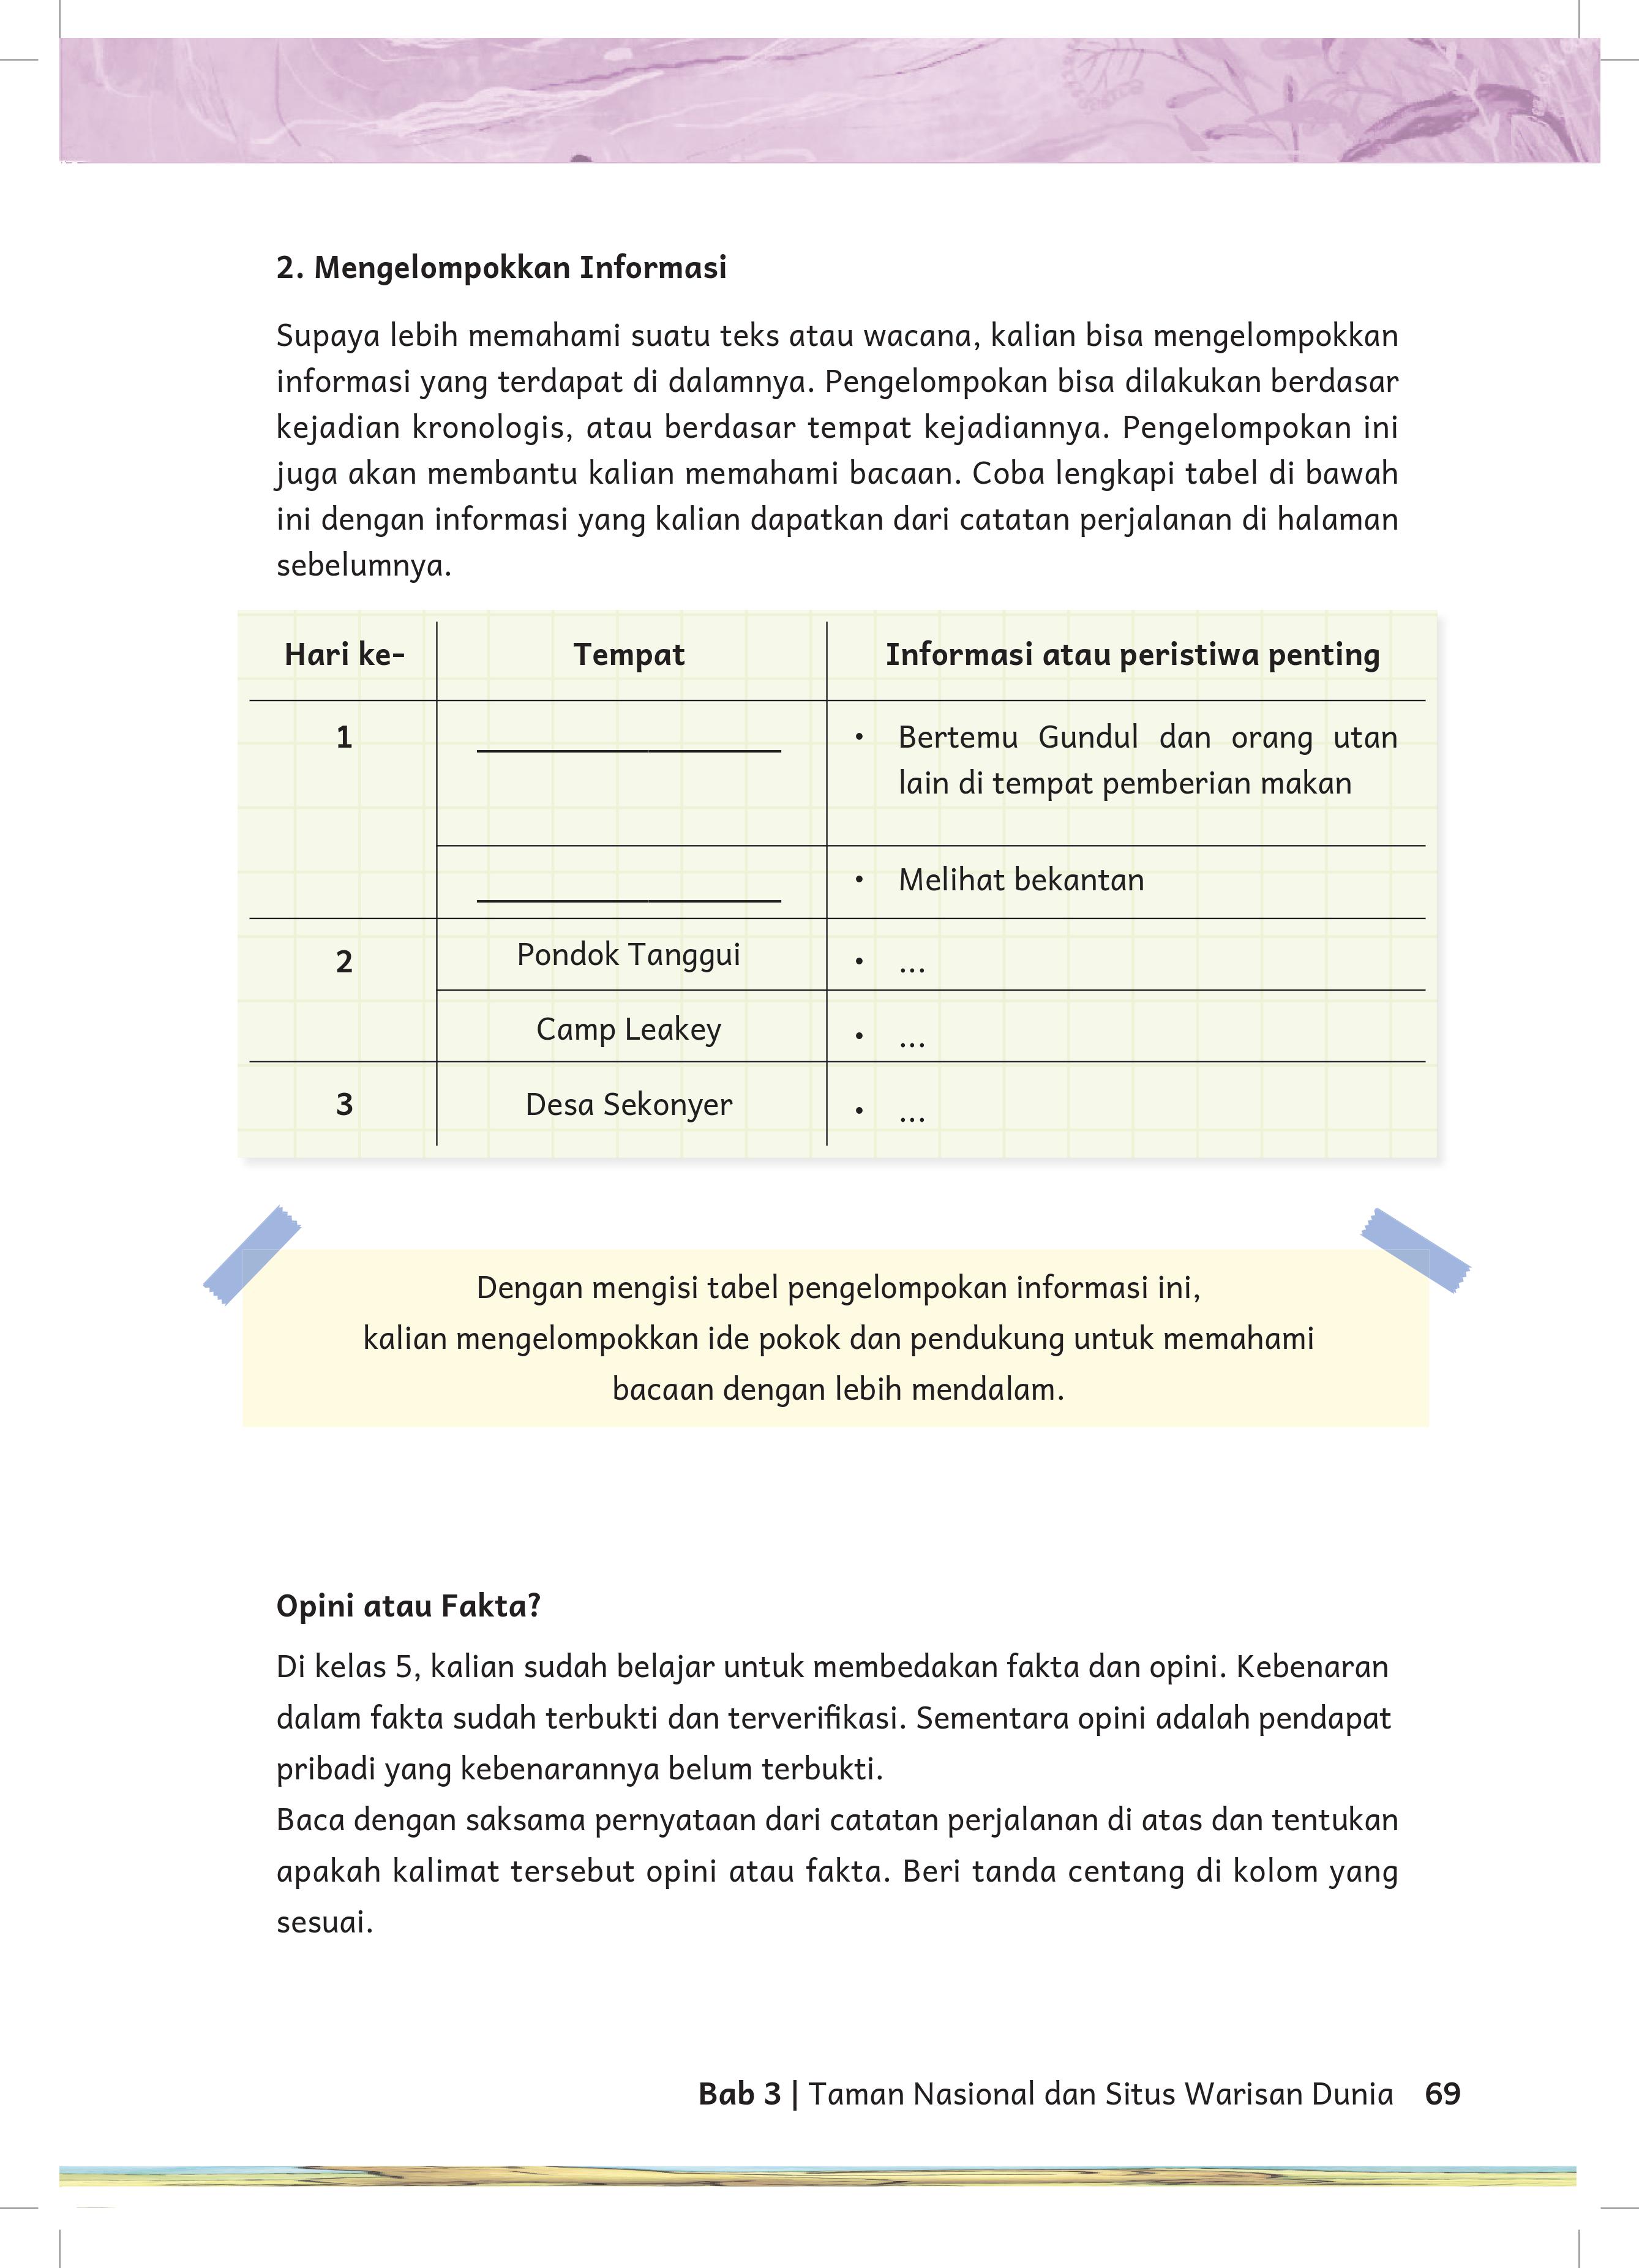 2. Mengelompokkan Informasi
Supaya lebih memahami suatu teks atau wacana, kalian bisa mengelompokkan
informasi yang terdapat di dalamnya. Pengelompokan bisa dilakukan berdasar
kejadian kronologis, atau berdasar tempat kejadiannya. Pengelompokan ini
juga akan membantu kalian memahami bacaan. Coba lengkapi tabel di bawah
ini dengan informasi yang kalian dapatkan dari catatan perjalanan di halaman
sebelumnya.
Hari ke- Tempat Informasi atau peristiwa penting
1 • Bertemu Gundul dan orang utan
lain di tempat pemberian makan
• Melihat bekantan
2 Pondok Tanggui • ...
Camp Leakey • ...
3 Desa Sekonyer • ...
Dengan mengisi tabel pengelompokan informasi ini,
kalian mengelompokkan ide pokok dan pendukung untuk memahami
bacaan dengan lebih mendalam.
Opini atau Fakta?
Di kelas 5, kalian sudah belajar untuk membedakan fakta dan opini. Kebenaran
dalam fakta sudah terbukti dan terverifikasi. Sementara opini adalah pendapat
pribadi yang kebenarannya belum terbukti.
Baca dengan saksama pernyataan dari catatan perjalanan di atas dan tentukan
apakah kalimat tersebut opini atau fakta. Beri tanda centang di kolom yang
sesuai.
Bab 3 | Taman Nasional dan Situs Warisan Dunia 69